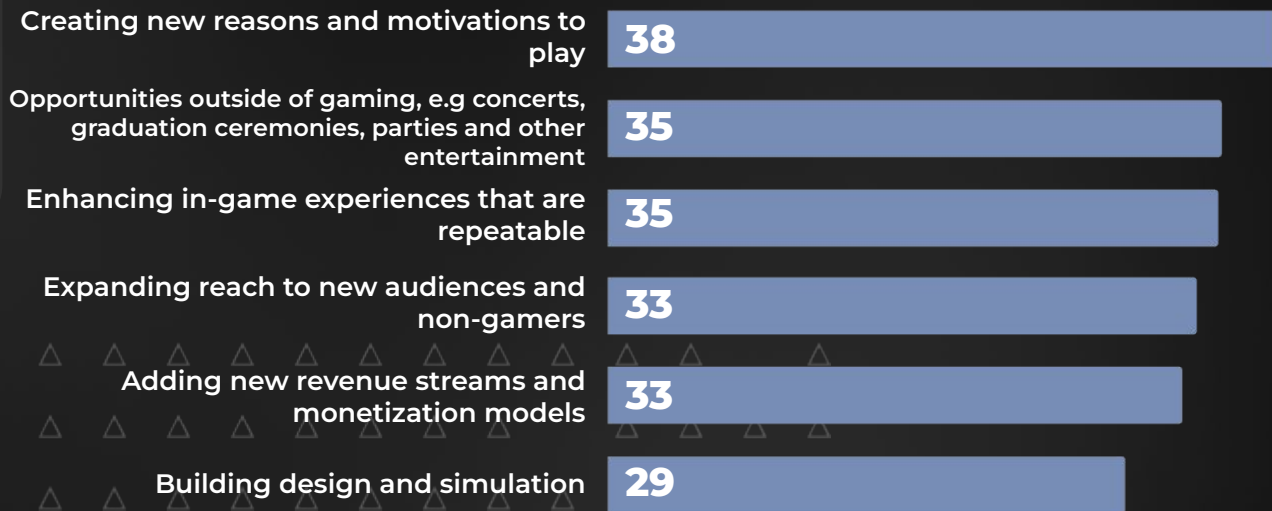 Creating new reasons and motivations to
play
38
Opportunities outside of gaming, e.g concerts,
graduation ceremonies, parties and other
entertainment
35
Enhancing in-game experiences that are
repeatable
35
Expanding reach to new audiences and
non-gamers
33
Adding new revenue streams and
monetization models
33
Building design and simulation
29